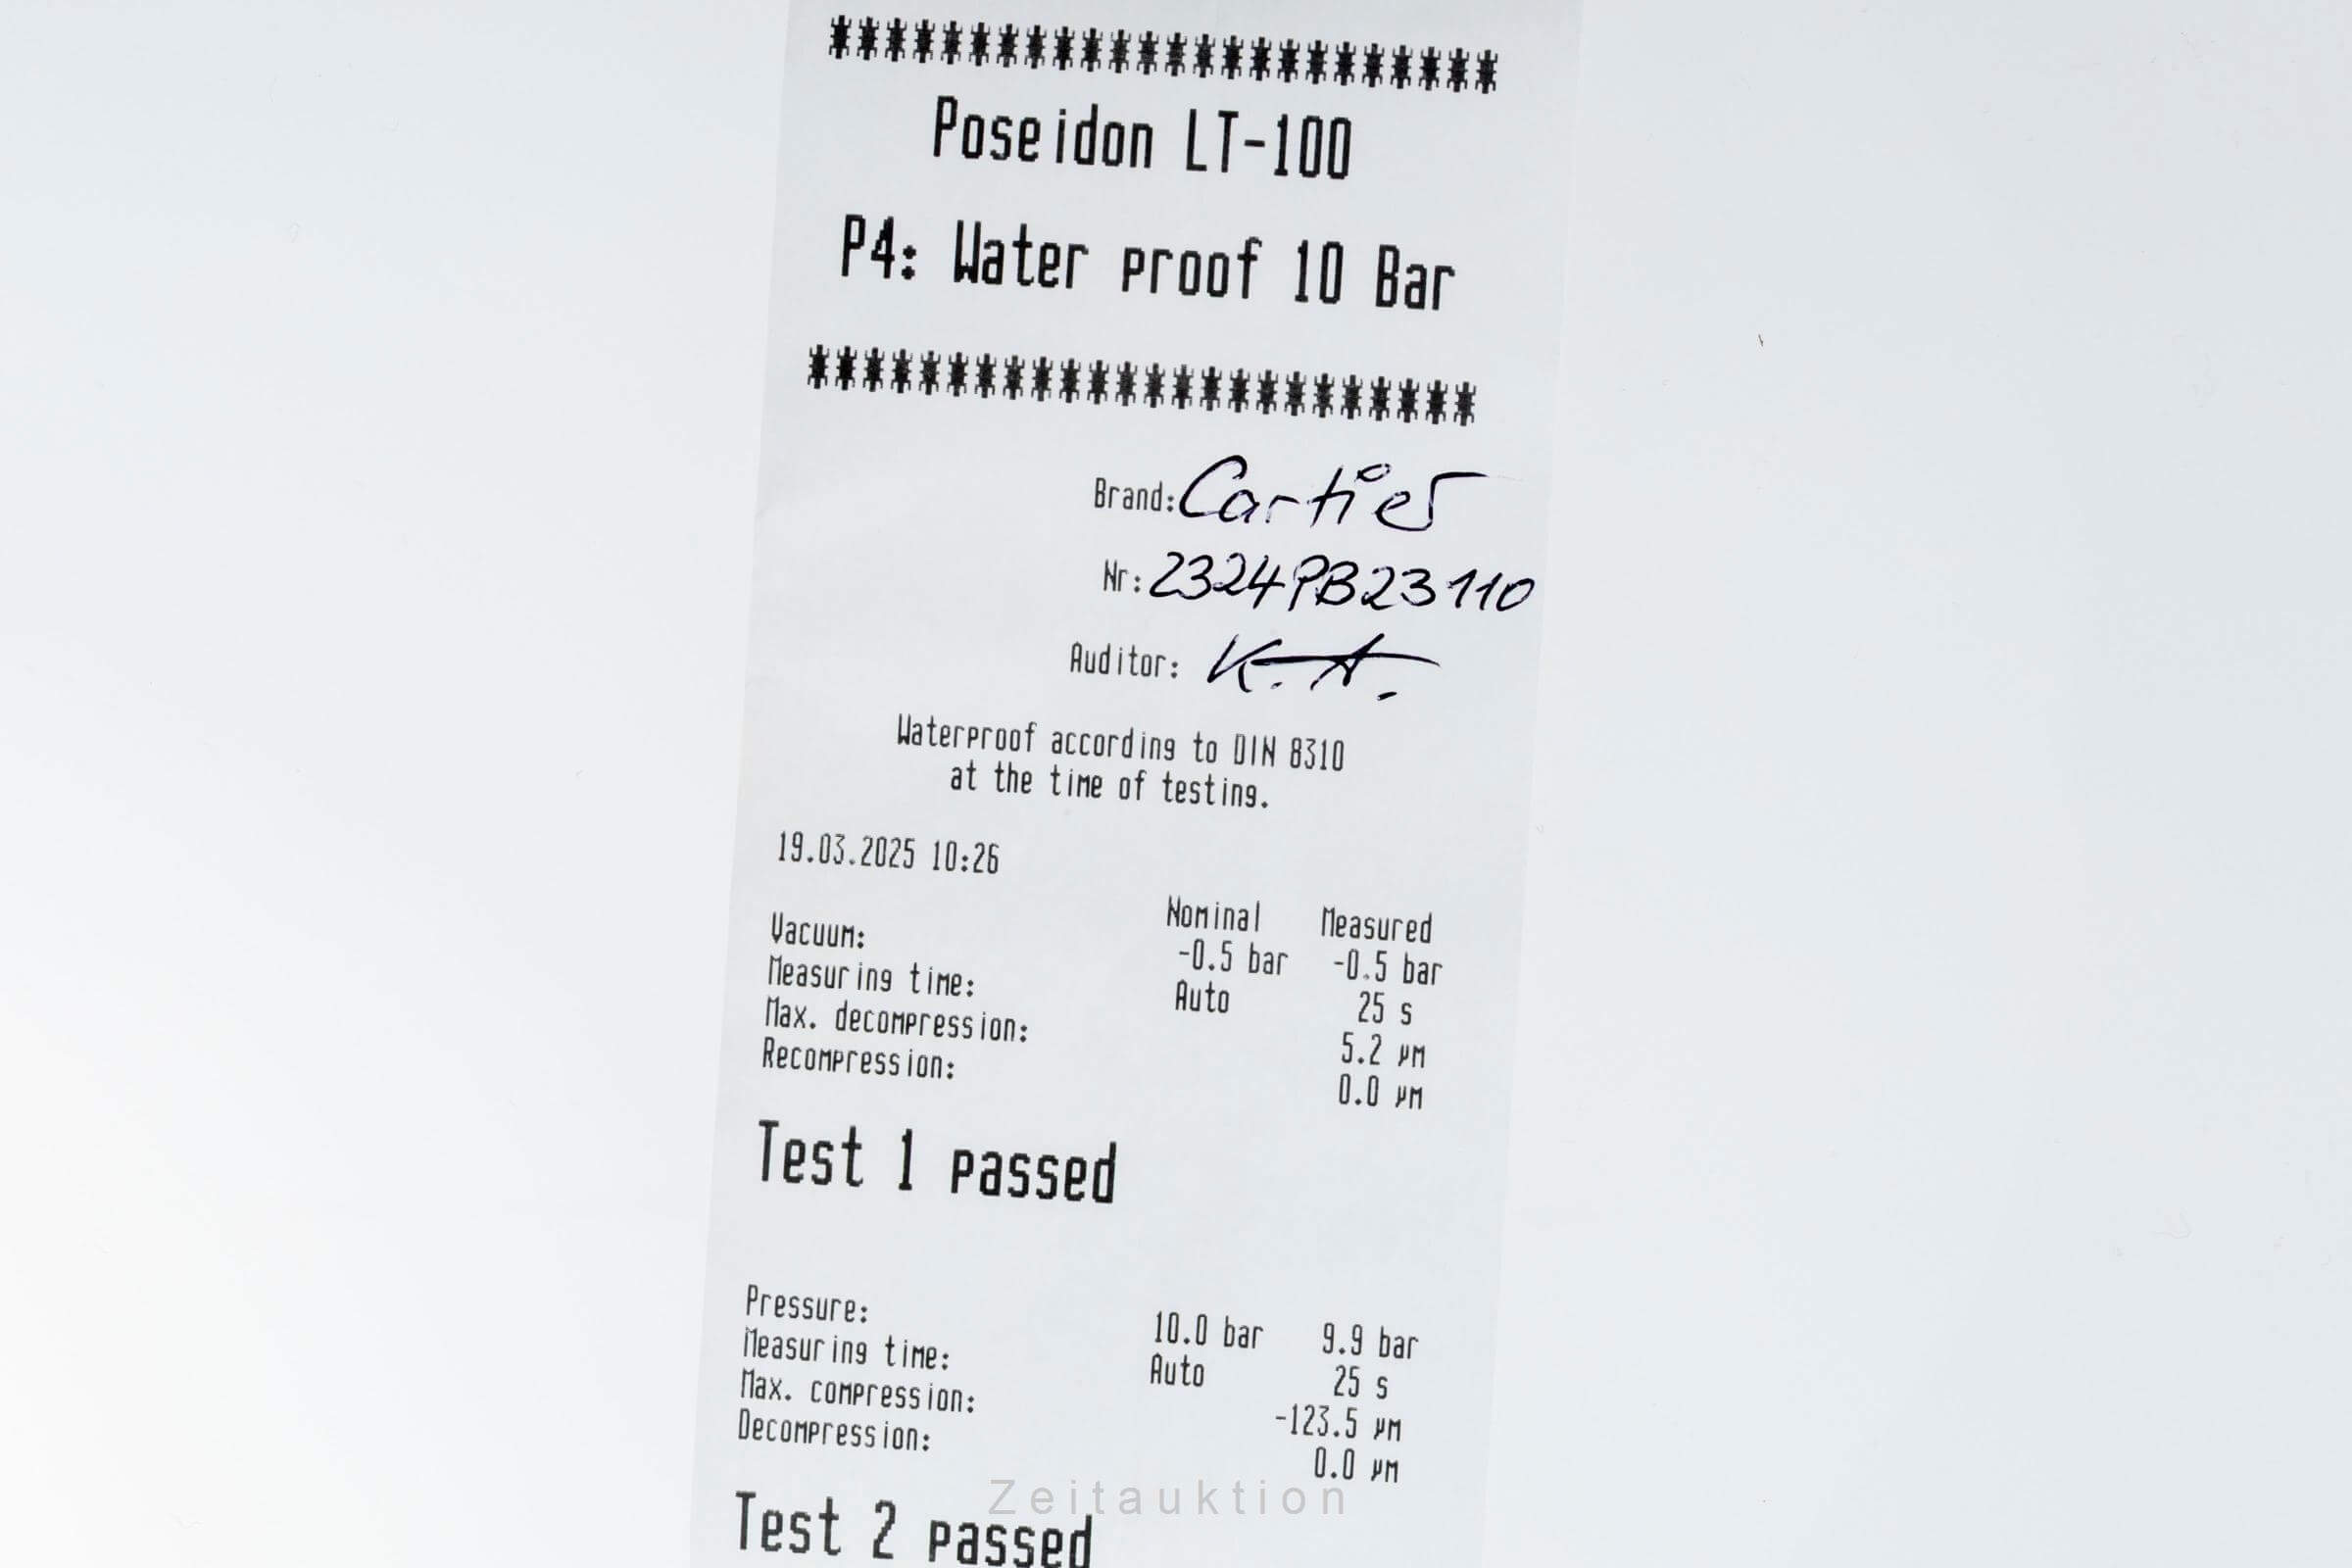 ************************
Poseidon LT-100
P4: Water proof 10 Bar
************************
Brand: Cartier
Nr: 2324PB23110
Auditor: K.A.
Waterproof according to DIN 8310
at the time of testing.
19.03.2025 10:26
Nominal Measured
Vacuum: -0.5 bar -0.5 bar
Measuring time: Auto 25 s
Max. decompression: 5.2 µm
Recompression: 0.0 µm
Test 1 passed
Pressure: 10.0 bar 9.9 bar
Measuring time: Auto 25 s
Max. compression: -123.5 µm
Decompression: 0.0 µm
Zeitauktion
Test 2 passed